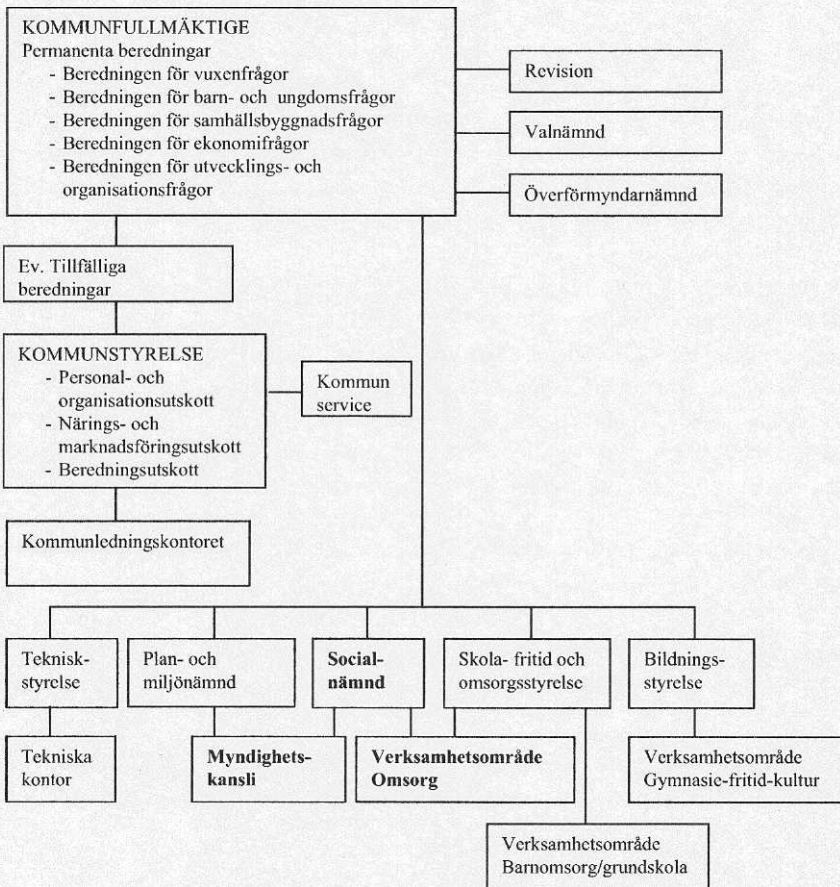 KOMMUNFULLMÄKTIGE
Permanenta beredningar
- Beredningen för vuxenfrågor
- Beredningen för barn- och ungdomsfrågor
- Beredningen för samhällsbyggnadsfrågor
- Beredningen för ekonomifrågor
- Beredningen för utvecklings- och
organisationsfrågor
Revision
Valnämnd
Överförmyndarnämnd
Ev. Tillfälliga
beredningar
KOMMUNSTYRELSE
- Personal- och
organisationsutskott
- Närings- och
marknadsföringsutskott
- Beredningsutskott
Kommun
service
Kommunledningskontoret
Teknisk-
styrelse
Plan- och
miljönämnd
Social-
nämnd
Skola- fritid och
omsorgsstyrelse
Bildnings-
styrelse
Tekniska
kontor
Myndighets-
kansli
Verksamhetsområde
Omsorg
Verksamhetsområde
Gymnasie-fritid-kultur
Verksamhetsområde
Barnomsorg/grundskola